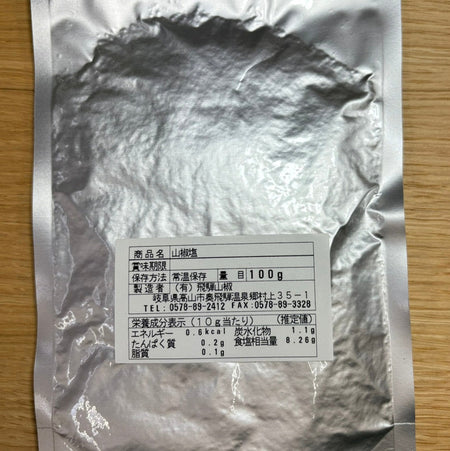 商品名 山椒塩
賞味期限
保存方法 常温保存 量目 100g
製造者 (有)飛騨山椒
岐阜県高山市奥飛騨温泉郷村上35-1
TEL:0578-89-2412 FAX:0578-89-3328
栄養成分表示(10g当たり) (推定値)
エネルギー 0.6kcal 炭水化物 1.1g
たんぱく質 0.2g 食塩相当量 8.26g
脂質 0.1g